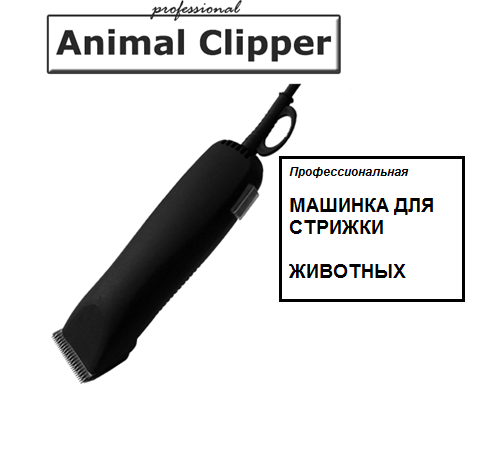 professional
Animal Clipper
Профессиональная
МАШИНКА ДЛЯ
СТРИЖКИ
ЖИВОТНЫХ